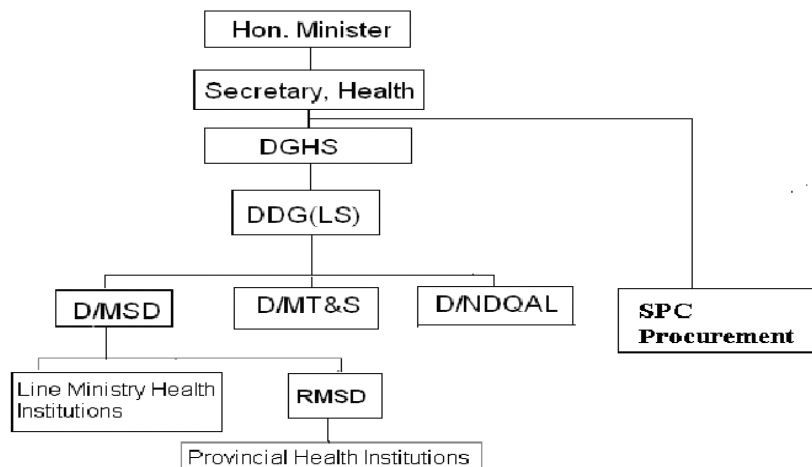 Hon. Minister
Secretary, Health
DGHS
DDG(LS)
D/MSD
D/MT&S
D/NDQAL
SPC
Procurement
Line Ministry Health
Institutions
RMSD
Provincial Health Institutions